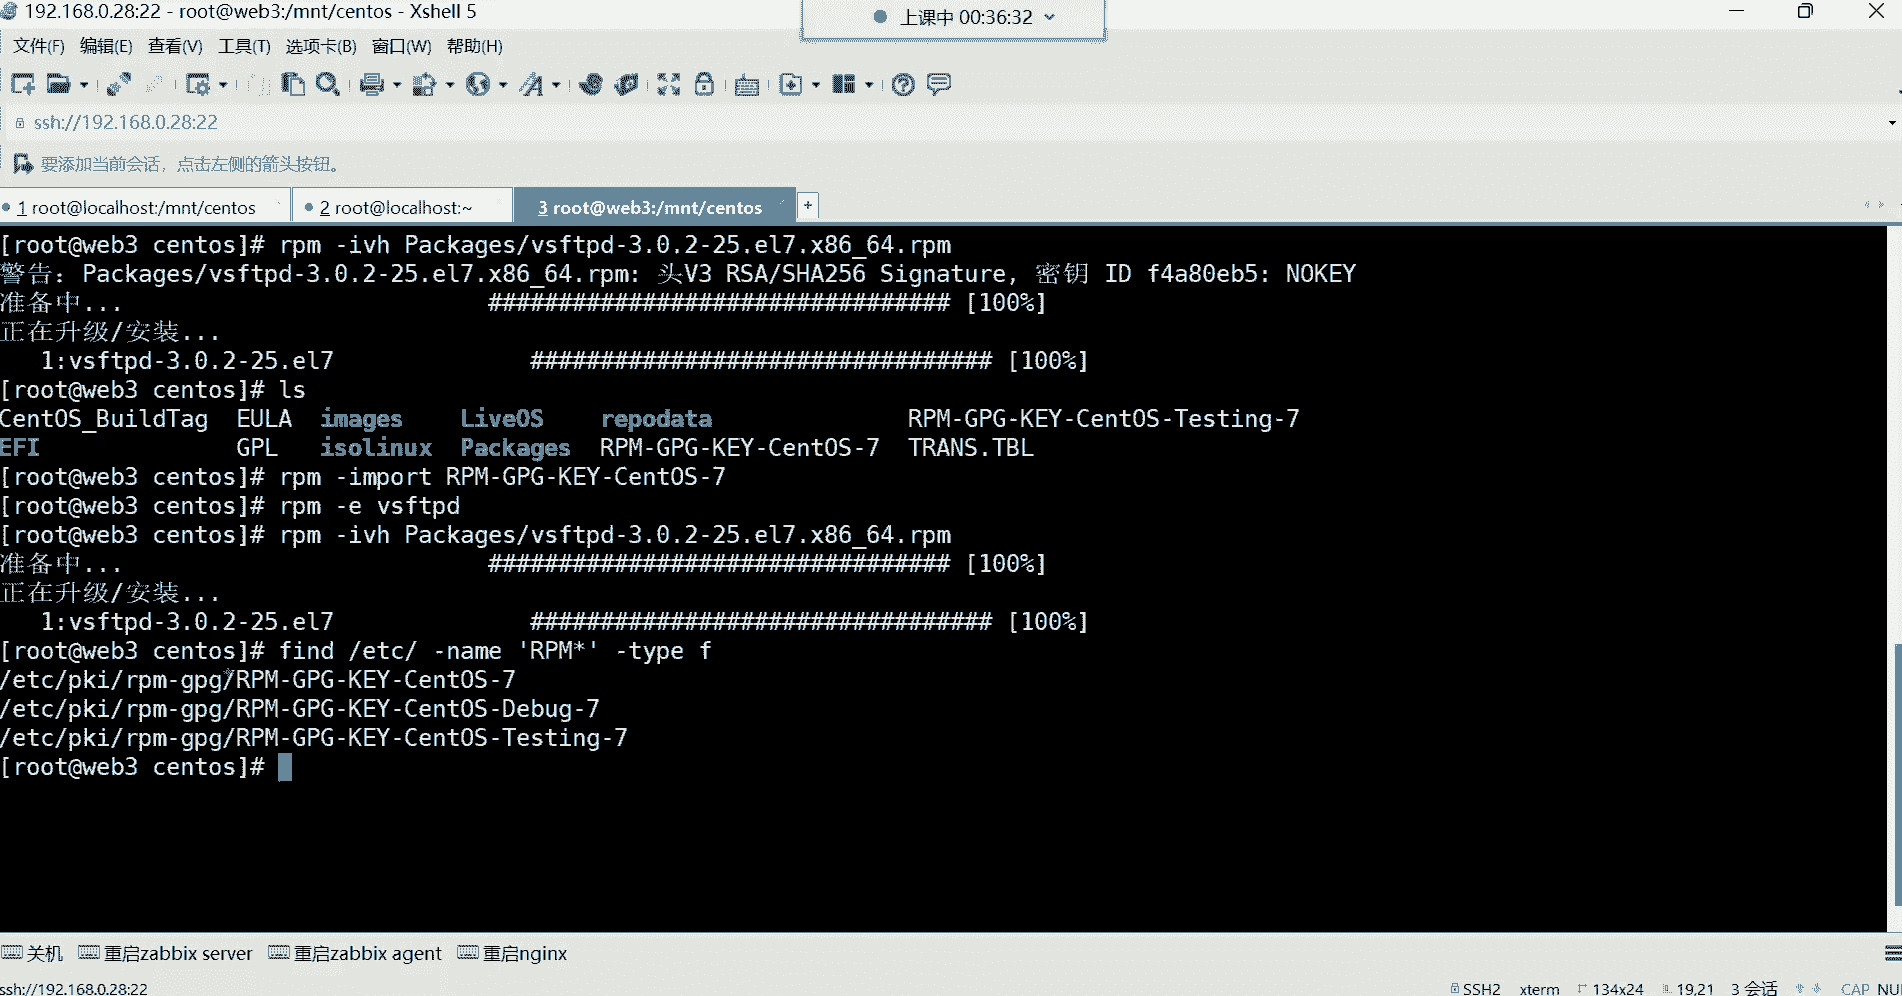 192.168.0.28:22 - root@web3:/mnt/centos - Xshell 5
上课中 00:36:32
文件(F) 编辑(E) 查看(V) 工具(T) 选项卡(B) 窗口(W) 帮助(H)
ssh://192.168.0.28:22
要添加当前会话，点击左侧的箭头按钮。
1 root@localhost:/mnt/centos
2 root@localhost:~
3 root@web3:/mnt/centos
+
[root@web3 centos]# rpm -ivh Packages/vsftpd-3.0.2-25.el7.x86_64.rpm
警告：Packages/vsftpd-3.0.2-25.el7.x86_64.rpm: 头V3 RSA/SHA256 Signature, 密钥 ID f4a80eb5: NOKEY
准备中... ################################# [100%]
正在升级/安装...
1:vsftpd-3.0.2-25.el7 ################################# [100%]
[root@web3 centos]# ls
CentOS_BuildTag EULA images LiveOS repodata RPM-GPG-KEY-CentOS-Testing-7
EFI GPL isolinux Packages RPM-GPG-KEY-CentOS-7 TRANS.TBL
[root@web3 centos]# rpm -import RPM-GPG-KEY-CentOS-7
[root@web3 centos]# rpm -e vsftpd
[root@web3 centos]# rpm -ivh Packages/vsftpd-3.0.2-25.el7.x86_64.rpm
准备中... ################################# [100%]
正在升级/安装...
1:vsftpd-3.0.2-25.el7 ################################# [100%]
[root@web3 centos]# find /etc/ -name 'RPM*' -type f
/etc/pki/rpm-gpg/RPM-GPG-KEY-CentOS-7
/etc/pki/rpm-gpg/RPM-GPG-KEY-CentOS-Debug-7
/etc/pki/rpm-gpg/RPM-GPG-KEY-CentOS-Testing-7
[root@web3 centos]#
关机 重启zabbix server 重启zabbix agent 重启nginx
ssh://192.168.0.28:22
SSH2 xterm 134x24 19,21 3 会话 CAP NU